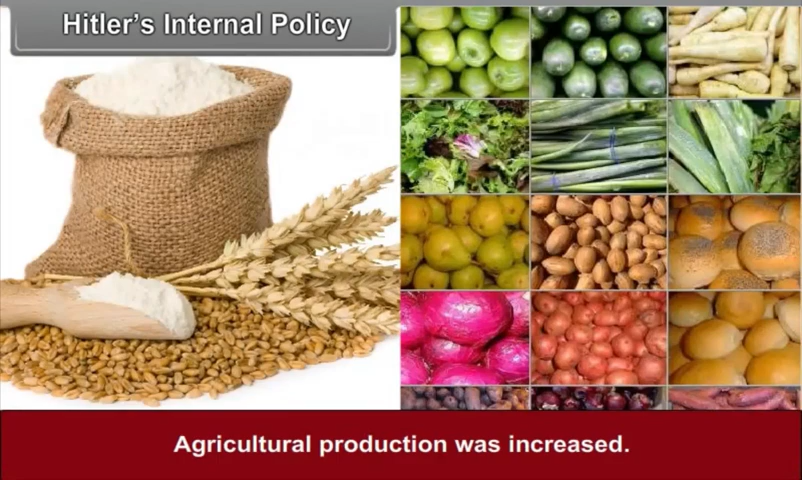 Hitler's Internal Policy
Agricultural production was increased.